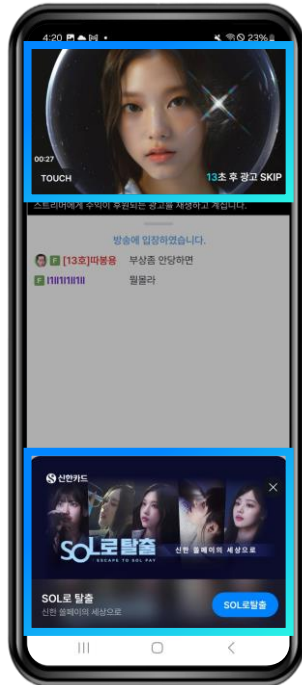 4:20
23%
00:27
TOUCH
13초 후 광고 SKIP
스트리머에게 수익이 후원되는 광고를 재생하고 계십니다.
방송에 입장하였습니다.
F [13호]따봉용 부상좀 안당하면
F 월몰라
신한카드
SOL로 탈출
ESCAPE TO SOL PAY
신한 쏠페이의 세상으로
SOL로 탈출
신한 쏠페이의 세상으로
SOL로탈출